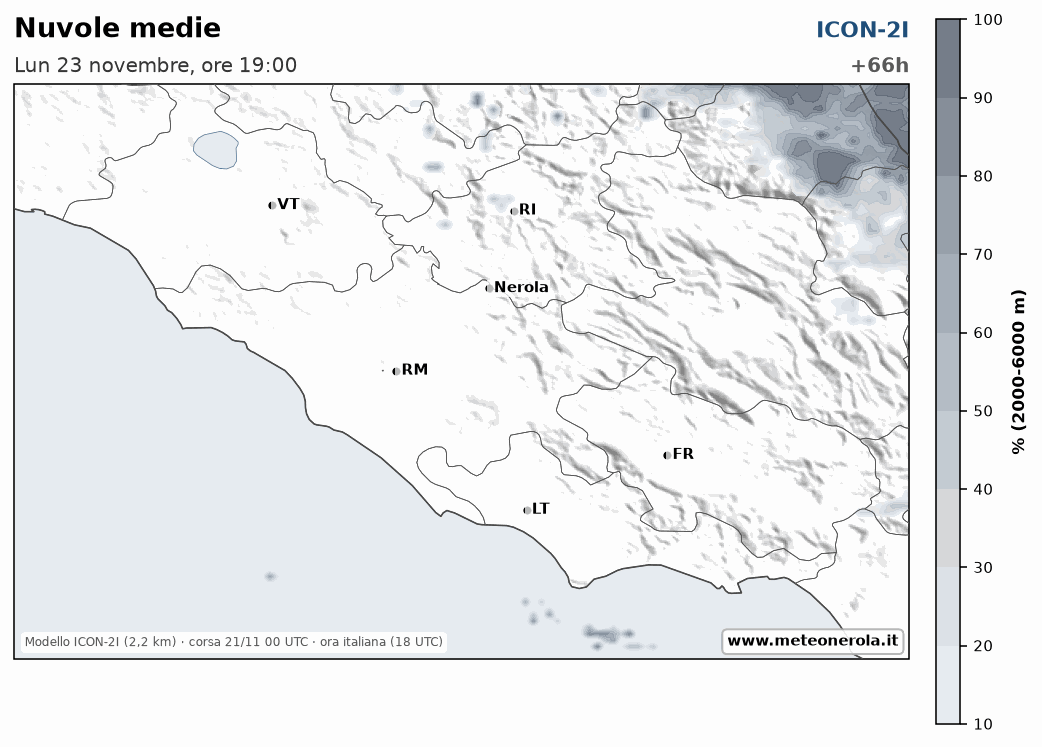 Nuvole medie
ICON-2I
Lun 23 novembre, ore 19:00
+66h
100
90
80
70
60
50
40
30
20
10
% (2000-6000 m)
VT
RI
Nerola
RM
FR
LT
Modello ICON-2I (2,2 km) · corsa 21/11 00 UTC · ora italiana (18 UTC)
www.meteonerola.it